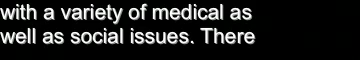 with a variety of medical as
well as social issues. There